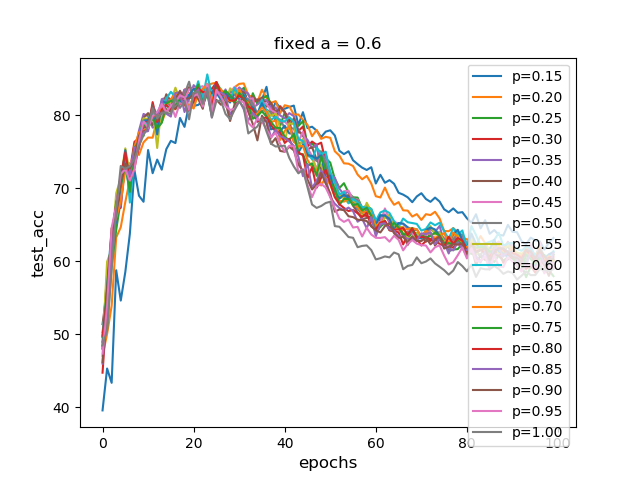 fixed a = 0.6
test_acc
80
70
60
50
40
0 20 40 60 80 100
epochs
p=0.15
p=0.20
p=0.25
p=0.30
p=0.35
p=0.40
p=0.45
p=0.50
p=0.55
p=0.60
p=0.65
p=0.70
p=0.75
p=0.80
p=0.85
p=0.90
p=0.95
p=1.00